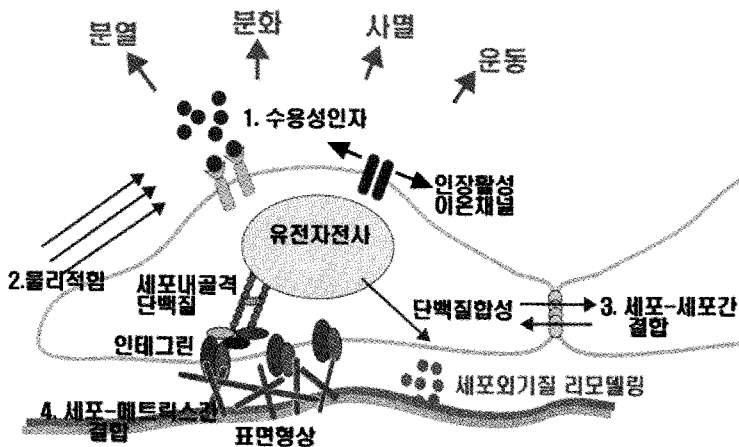 분열
분화
사멸
운동
1. 수용성인자
인장활성
이온채널
2.물리적힘
유전자전사
세포내골격
단백질
단백질합성
3. 세포-세포간
결합
인테그린
세포외기질 리모델링
4. 세포-메트릭스간
결합
표면형상